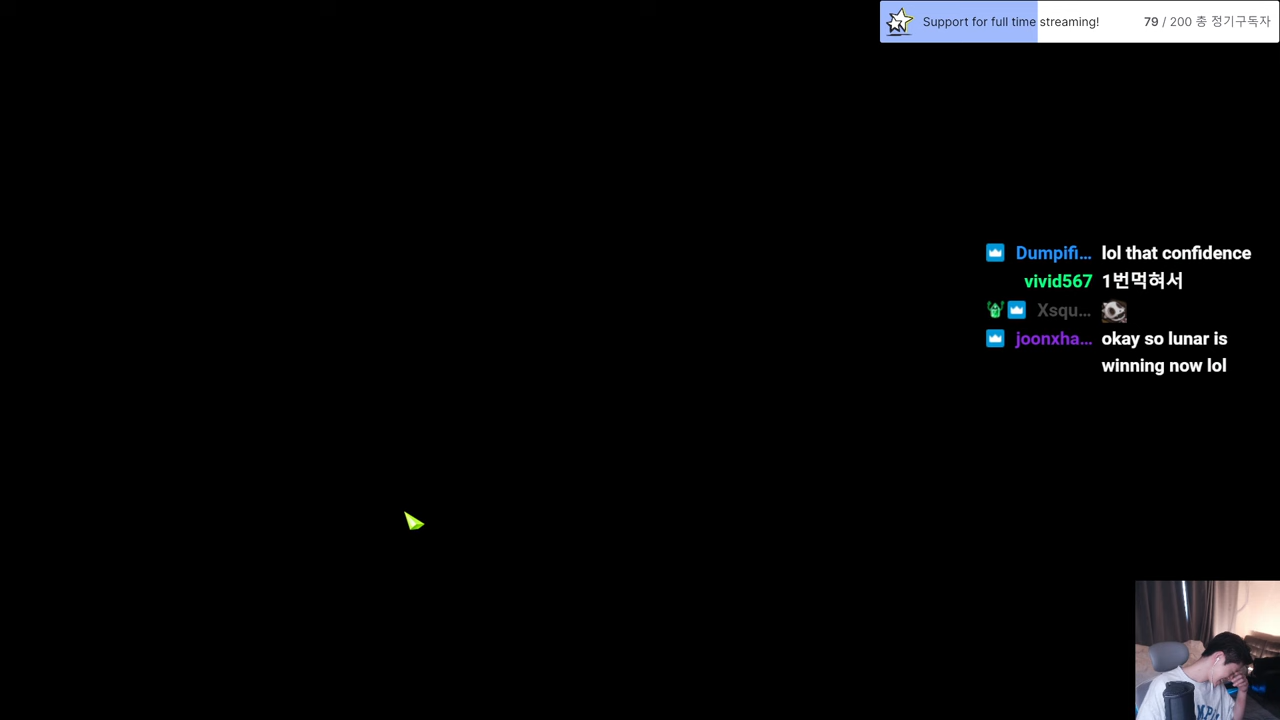 Support for full time streaming! 79 / 200 총 정기구독자
Dumpifi... lol that confidence
vivid567 1번먹혀서
Xsqu...
joonxha... okay so lunar is
winning now lol